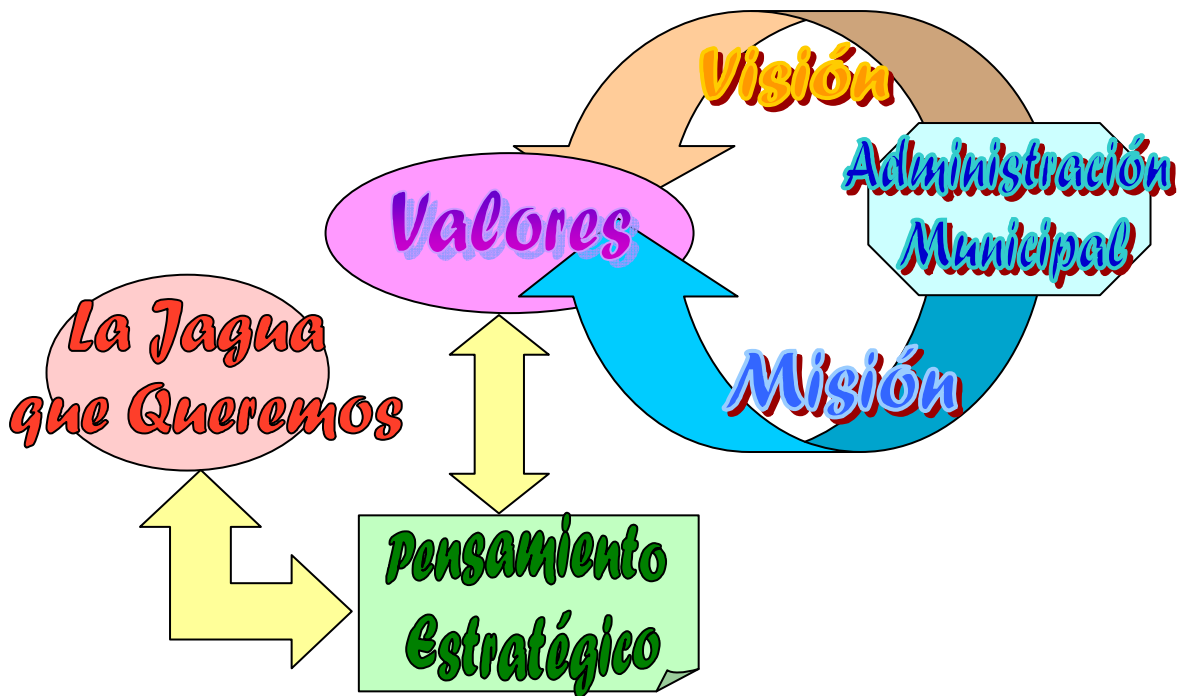 Visión
Administración
Municipal
Valores
Misión
La Jagua
que Queremos
Pensamiento
Estratégico